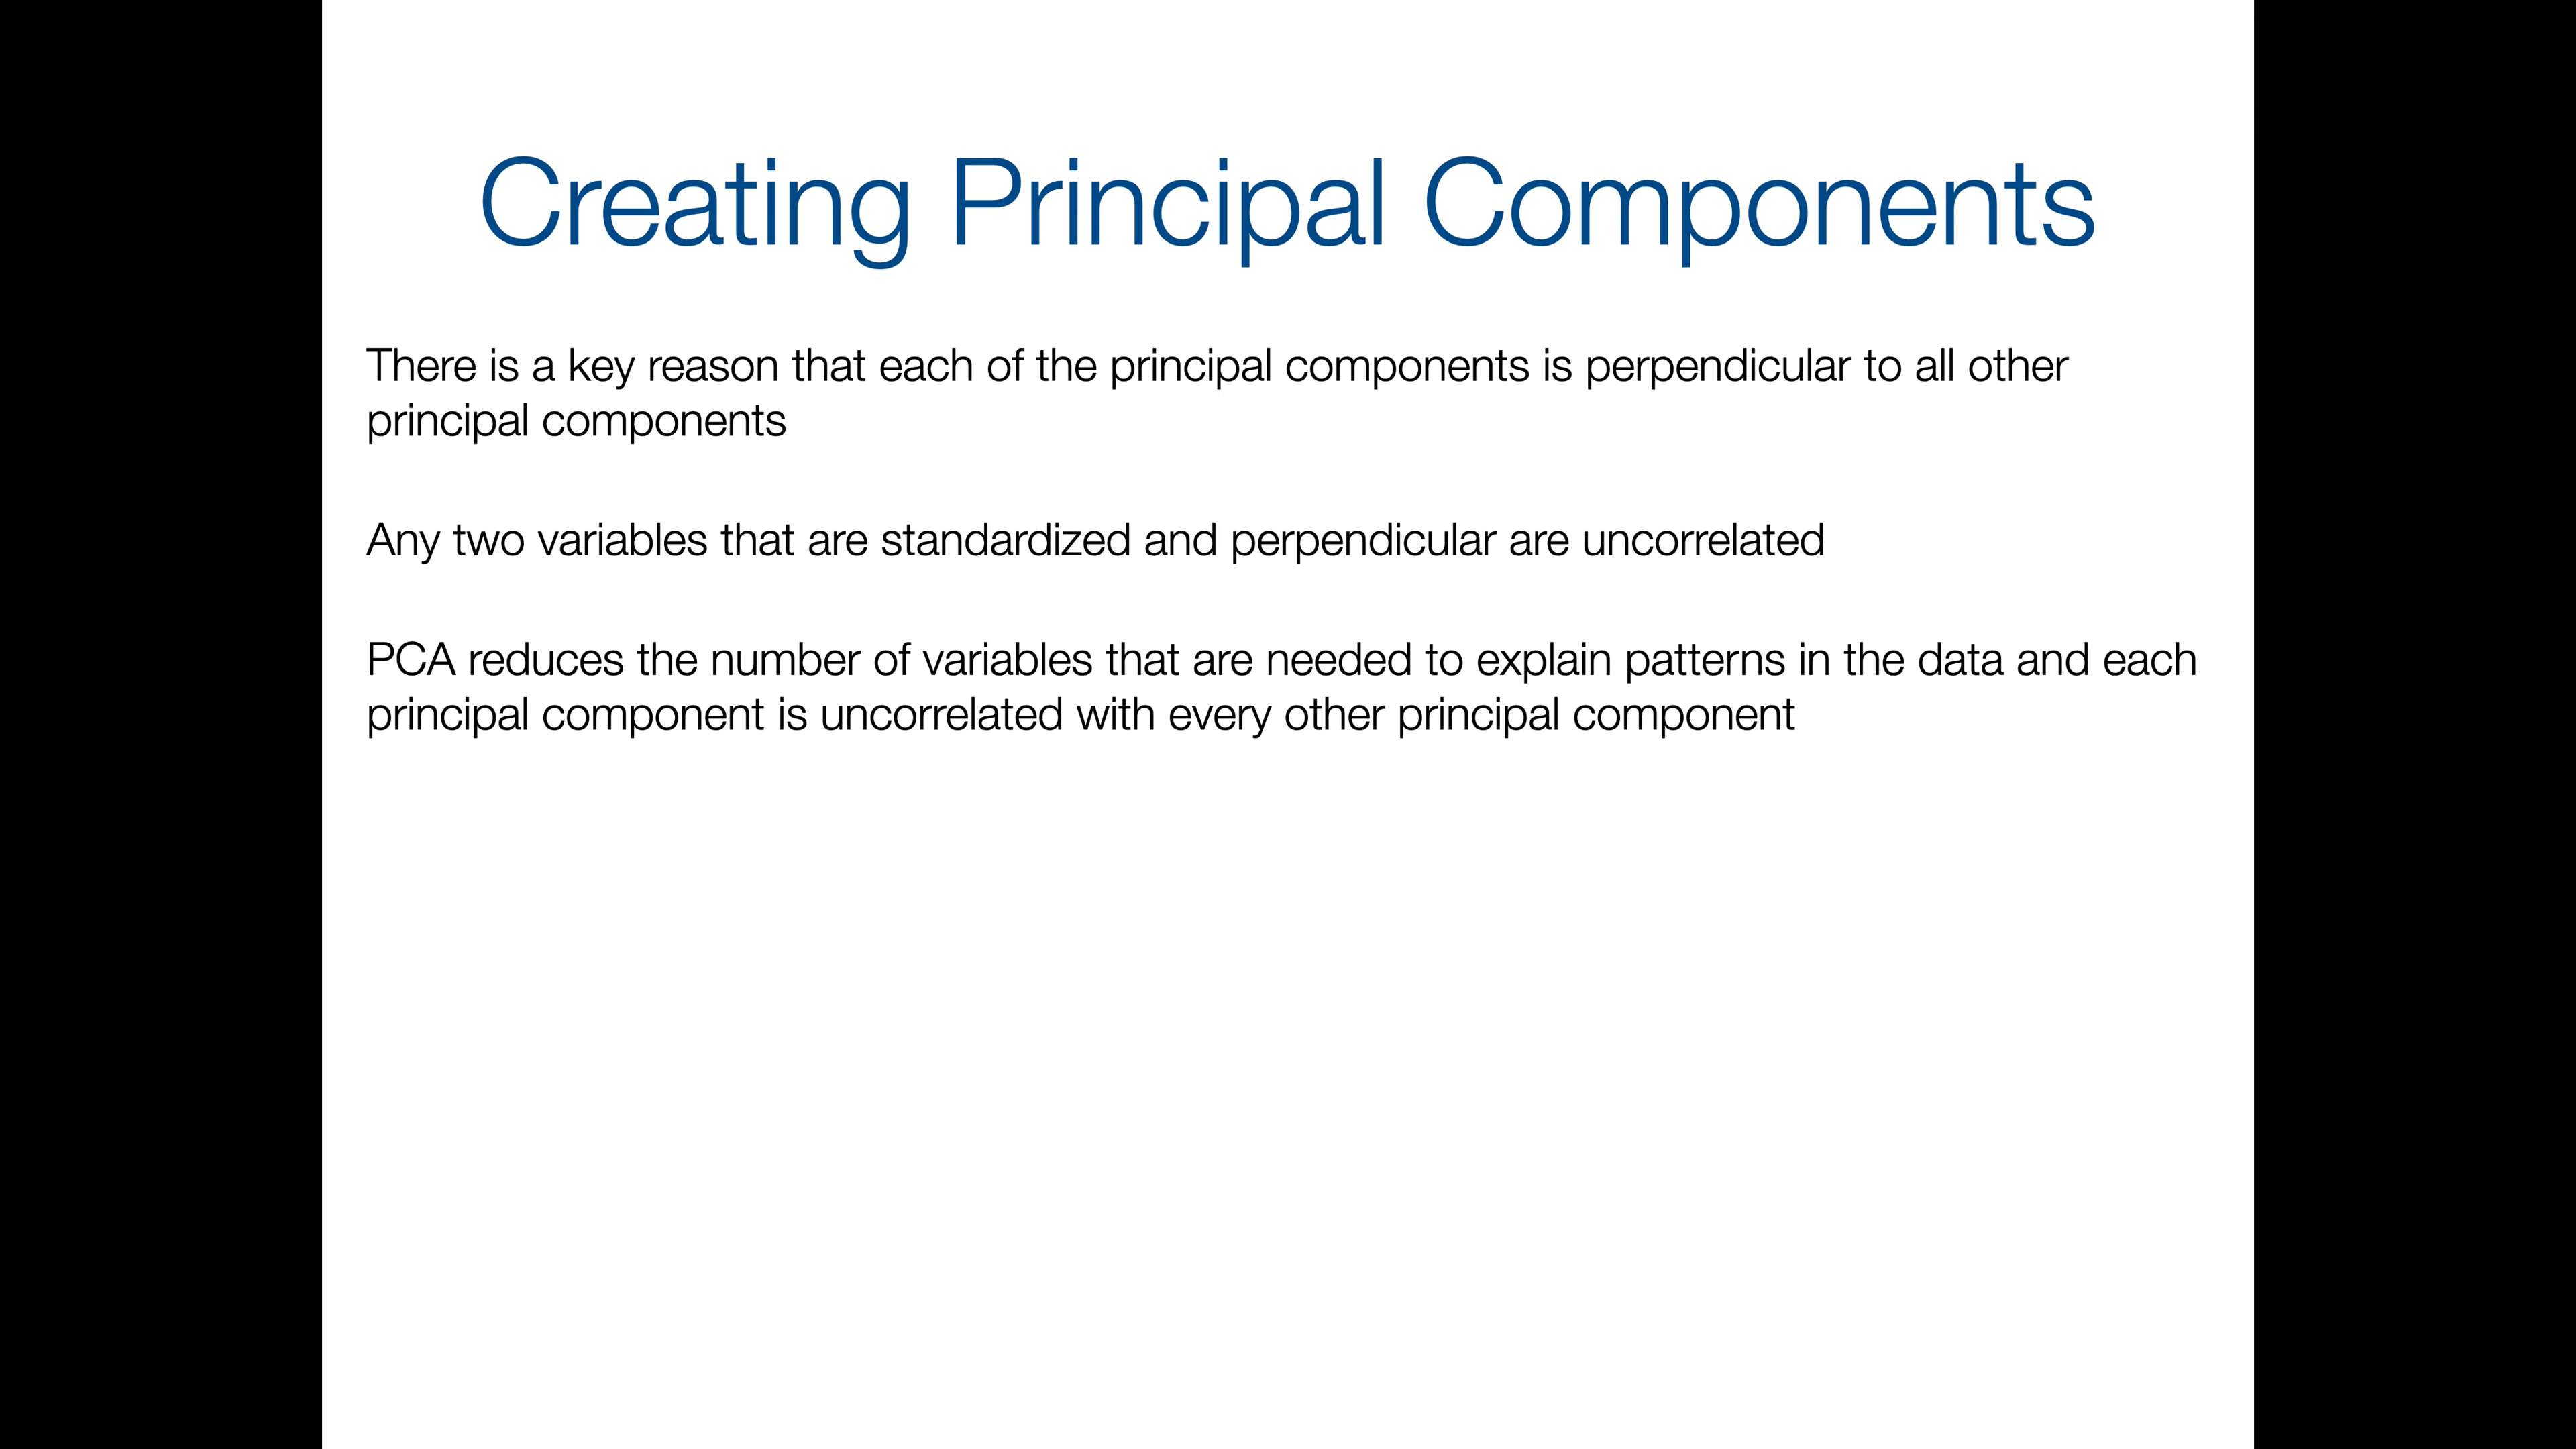 Creating Principal Components
There is a key reason that each of the principal components is perpendicular to all other
principal components
Any two variables that are standardized and perpendicular are uncorrelated
PCA reduces the number of variables that are needed to explain patterns in the data and each
principal component is uncorrelated with every other principal component